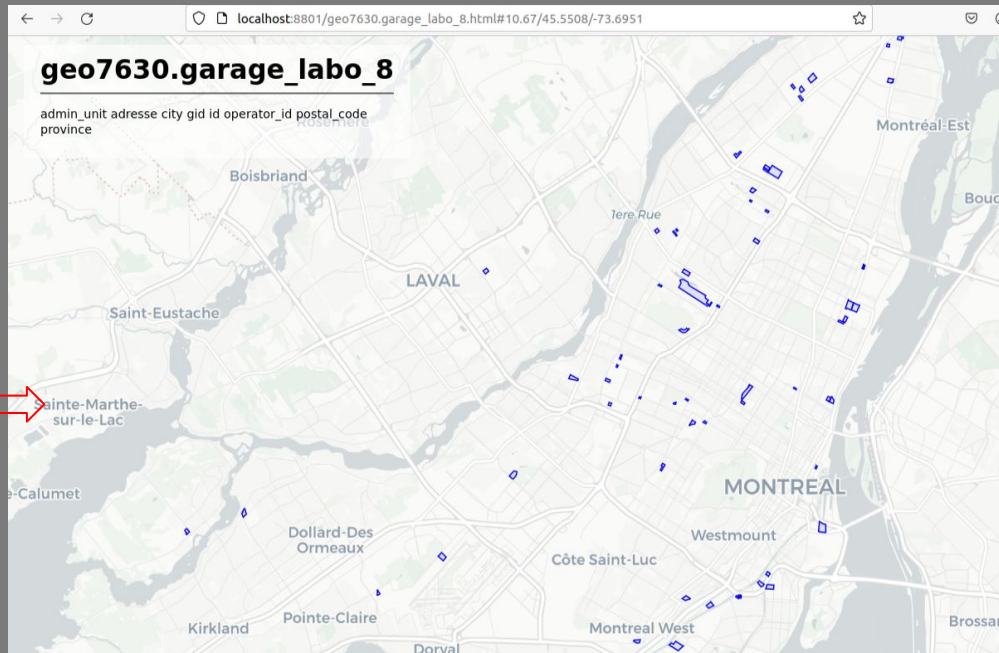 localhost:8801/geo7630.garage_labo_8.html#10.67/45.5508/-73.6951
geo7630.garage_labo_8
admin_unit adresse city gid id operator_id postal_code
province
Rosemère
Montréal-Est
Boisbriand
Bouc
1ere Rue
LAVAL
Saint-Eustache
Sainte-Marthe-
sur-le-Lac
MONTREAL
e-Calumet
Dollard-Des
Ormeaux
Westmount
Côte Saint-Luc
Pointe-Claire
Kirkland
Montreal West
Brossar
Dorval